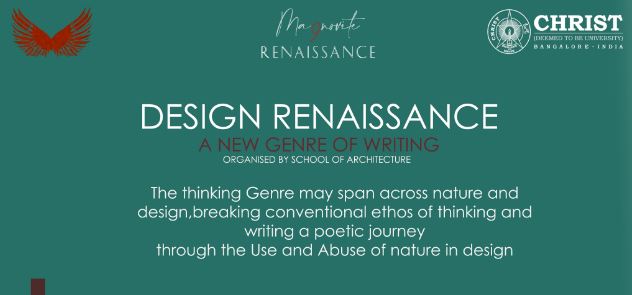 Magnovite
RENAISSANCE
CHRIST
(DEEMED TO BE UNIVERSITY)
BANGALORE · INDIA
DESIGN RENAISSANCE
A NEW GENRE OF WRITING
ORGANISED BY SCHOOL OF ARCHITECTURE
The thinking Genre may span across nature and
design,breaking conventional ethos of thinking and
writing a poetic journey
through the Use and Abuse of nature in design